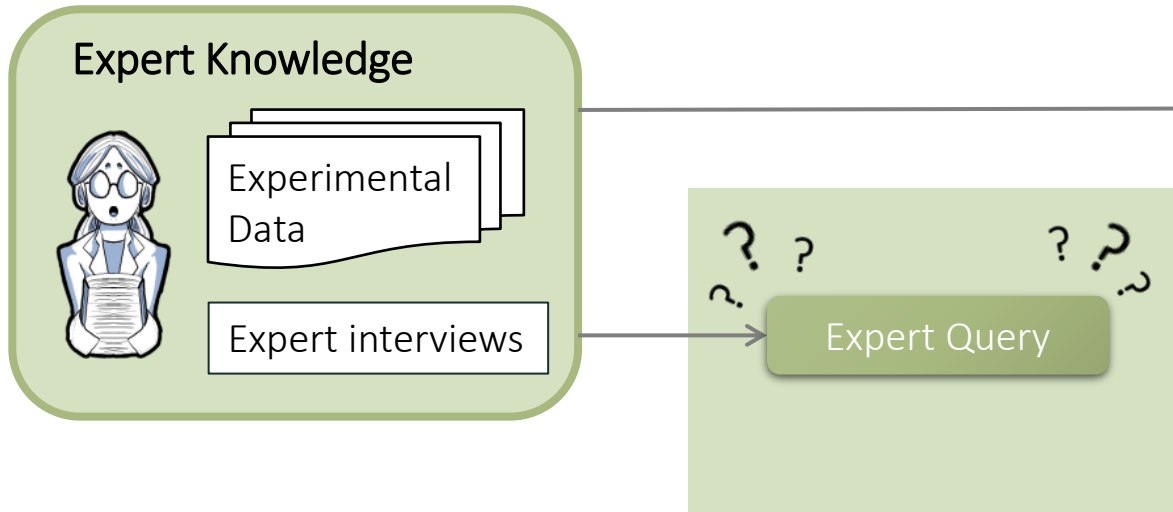 Expert Knowledge
Experimental
Data
Expert interviews
? ? ? ? ? ?
Expert Query